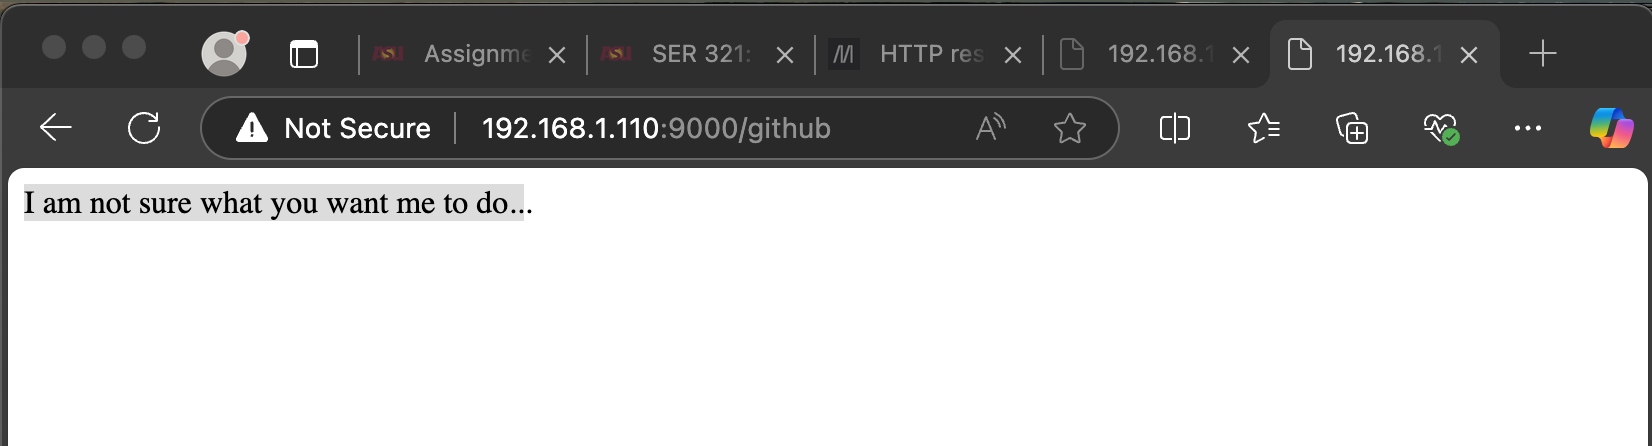 ASU Assignme ASU SER 321: M HTTP res 192.168.1 192.168.1
Not Secure 192.168.1.110:9000/github
I am not sure what you want me to do...